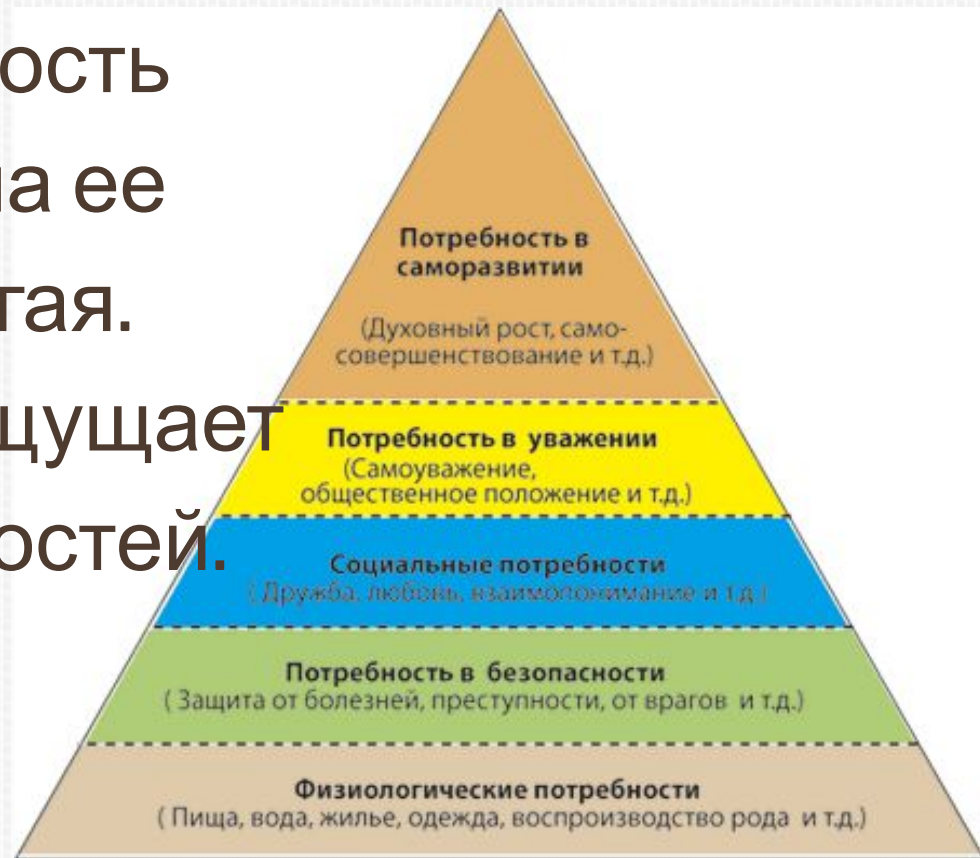 ость
а ее
гая.
щущает
остей.
Потребность в
саморазвитии
(Духовный рост, само-
совершенствование и т.д.)
Потребность в уважении
(Самоуважение,
общественное положение и т.д.)
Социальные потребности
( Дружба, любовь, взаимопонимание и т.д.)
Потребность в безопасности
( Защита от болезней, преступности, от врагов и т.д.)
Физиологические потребности
( Пища, вода, жилье, одежда, воспроизводство рода и т.д.)